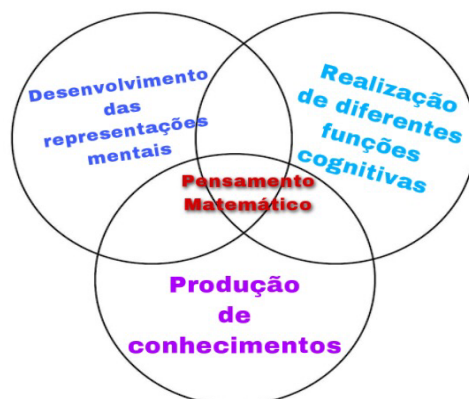 Desenvolvimento
das
representações
mentais
Realização
de diferentes
funções
cognitivas
Pensamento
Matemático
Produção
de
conhecimentos